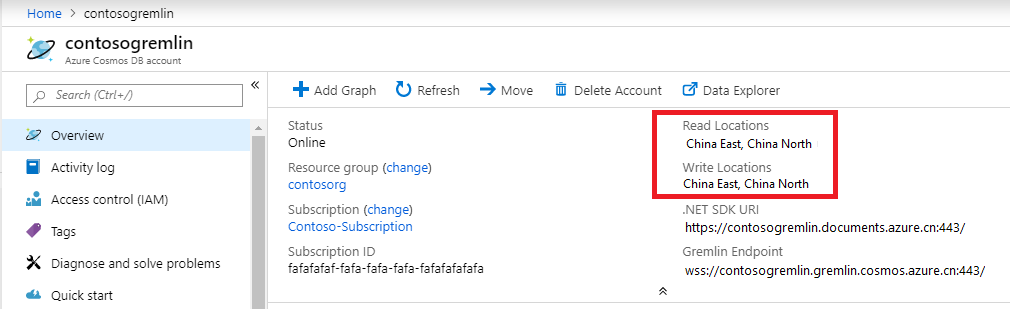 Home > contosogremlin
contosogremlin
Azure Cosmos DB account
Search (Ctrl+/)
Overview
Activity log
Access control (IAM)
Tags
Diagnose and solve problems
Quick start
Add Graph Refresh Move Delete Account Data Explorer
Status
Online
Resource group (change)
contosorg
Subscription (change)
Contoso-Subscription
Subscription ID
fafafafaf-fafa-fafa-fafa-fafafafafafa
Read Locations
China East, China North
Write Locations
China East, China North
.NET SDK URI
https://contosogremlin.documents.azure.cn:443/
Gremlin Endpoint
wss://contosogremlin.gremlin.cosmos.azure.cn:443/